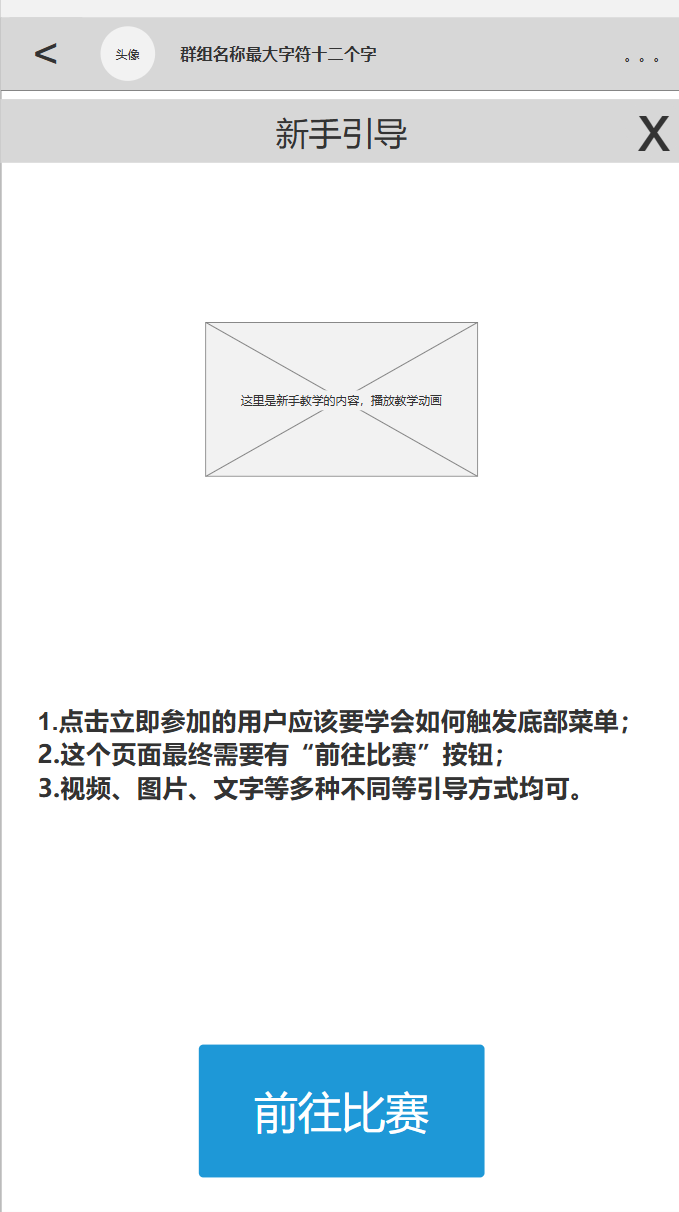 <
头像
群组名称最大字符十二个字
。。。
新手引导
X
这里是新手教学的内容，播放教学动画
1.点击立即参加的用户应该要学会如何触发底部菜单；
2.这个页面最终需要有“前往比赛”按钮；
3.视频、图片、文字等多种不同等引导方式均可。
前往比赛